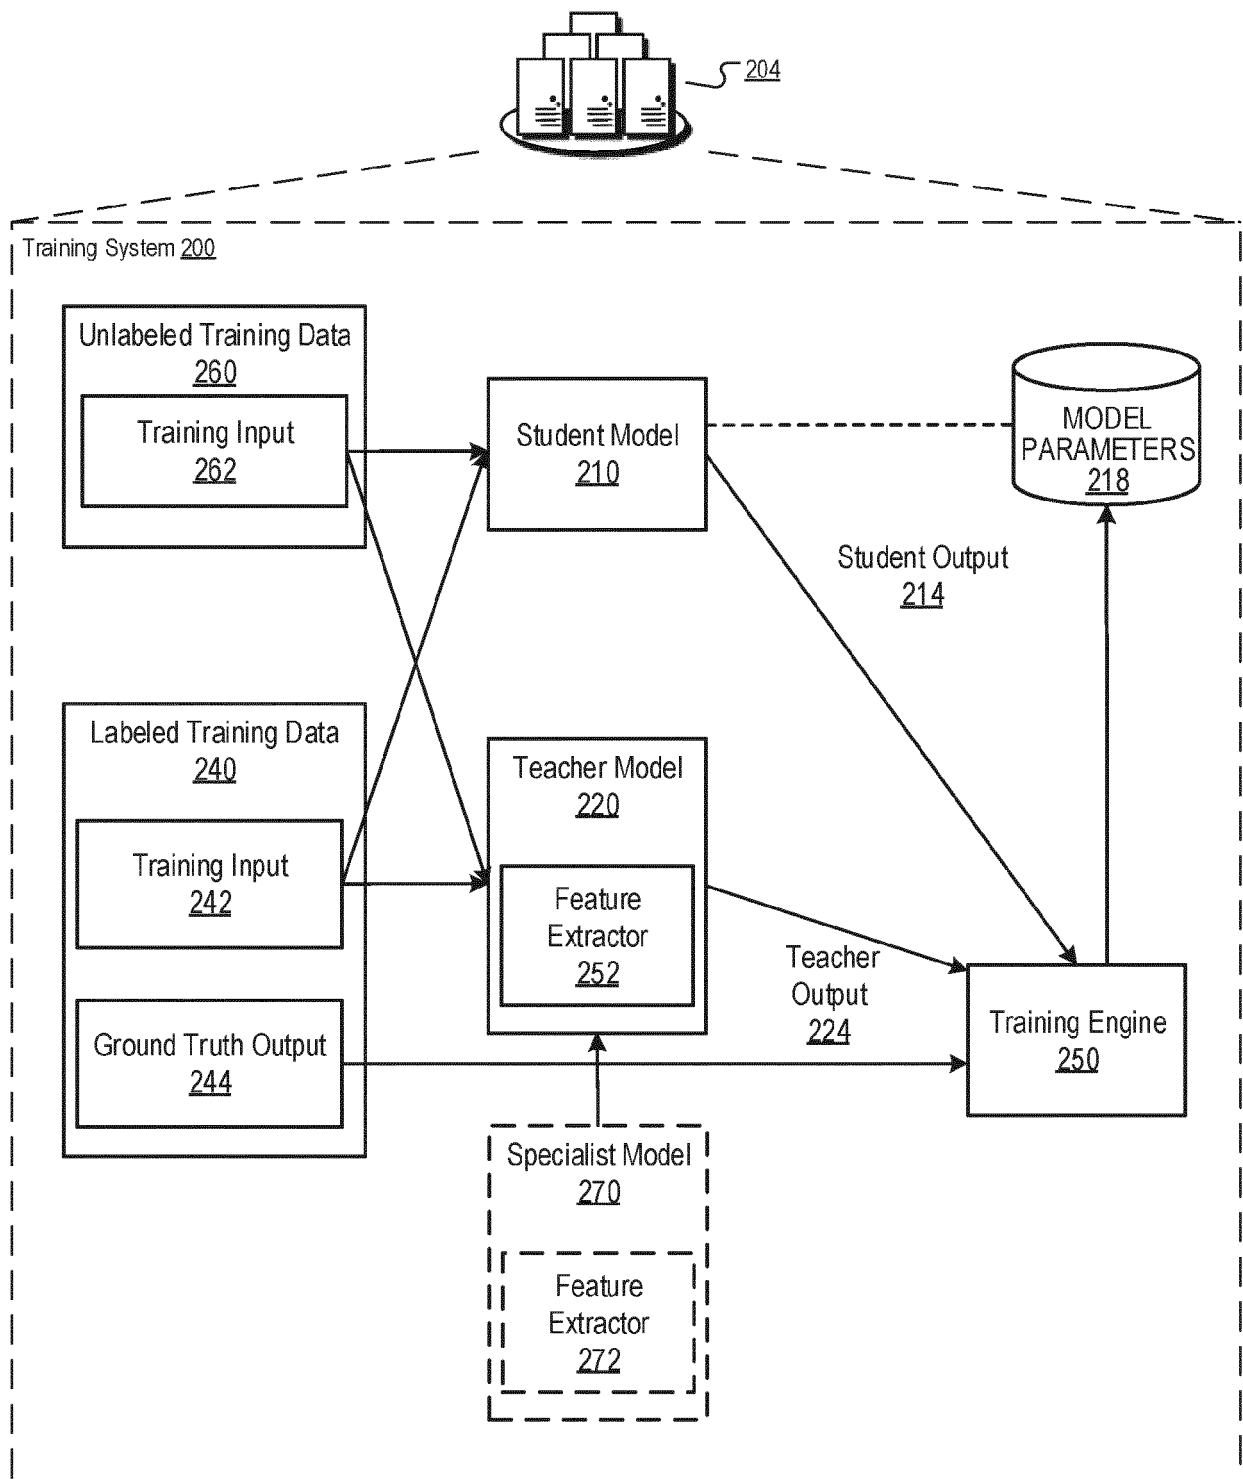 204
Training System 200
Unlabeled Training Data
260
Training Input
262
Student Model
210
MODEL
PARAMETERS
218
Student Output
214
Labeled Training Data
240
Training Input
242
Ground Truth Output
244
Teacher Model
220
Feature
Extractor
252
Teacher
Output
224
Training Engine
250
Specialist Model
270
Feature
Extractor
272